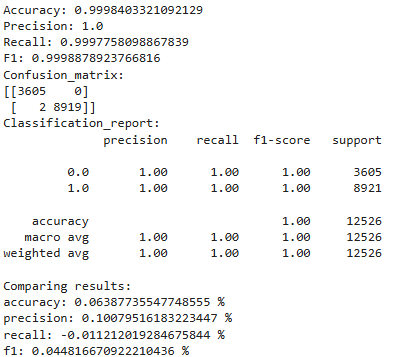 Accuracy: 0.9998403321092129
Precision: 1.0
Recall: 0.9997758098867839
F1: 0.9998878923766816
Confusion_matrix:
[[3605    0]
 [   2 8919]]
Classification_report:
              precision    recall  f1-score   support

         0.0       1.00      1.00      1.00      3605
         1.0       1.00      1.00      1.00      8921

    accuracy                           1.00     12526
   macro avg       1.00      1.00      1.00     12526
weighted avg       1.00      1.00      1.00     12526

Comparing results:
accuracy: 0.06387735547748555 %
precision: 0.10079516183223447 %
recall: -0.011212019284675844 %
f1: 0.044816670922210436 %